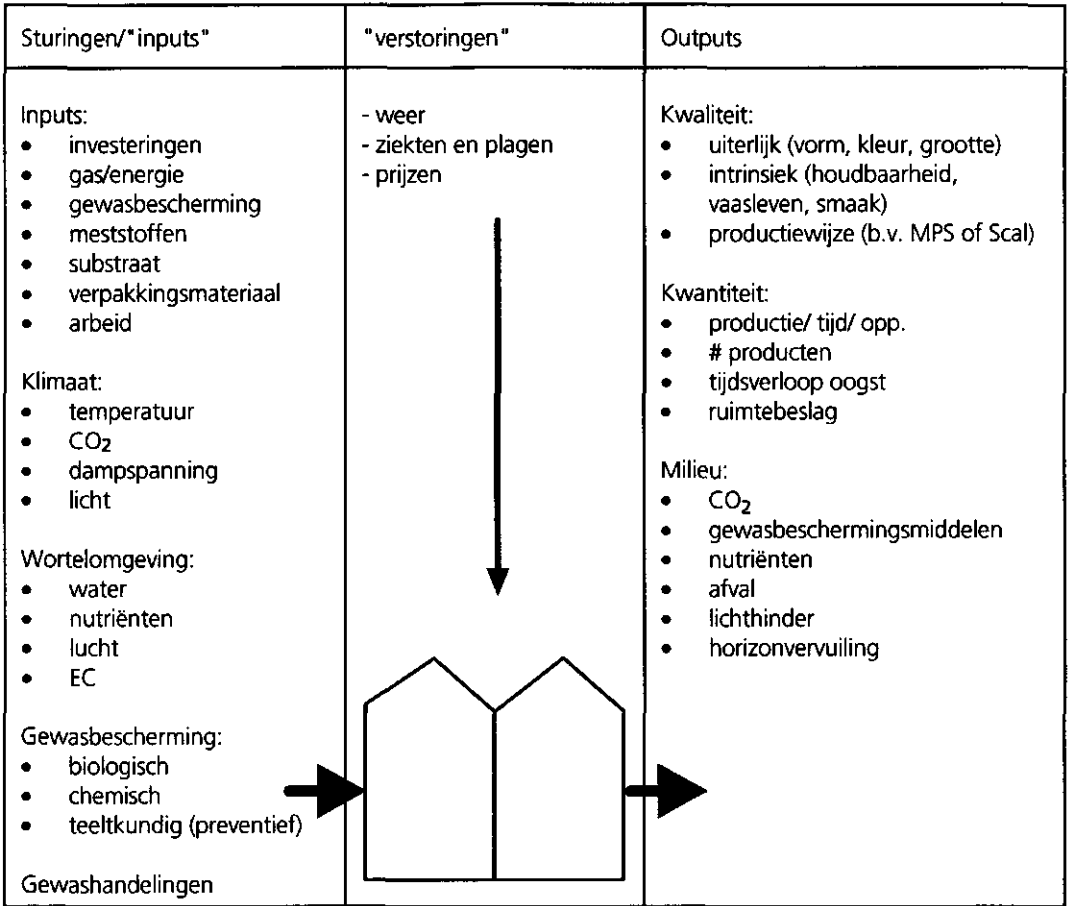 Sturingen/"inputs"
"verstoringen"
Outputs
Inputs:
• investeringen
• gas/energie
• gewasbescherming
• meststoffen
• substraat
• verpakkingsmateriaal
• arbeid
Klimaat:
• temperatuur
• CO₂
• dampspanning
• licht
Wortelomgeving:
• water
• nutriënten
• lucht
• EC
Gewasbescherming:
• biologisch
• chemisch
• teeltkundig (preventief)
Gewashandelingen
- weer
- ziekten en plagen
- prijzen
Kwaliteit:
• uiterlijk (vorm, kleur, grootte)
• intrinsiek (houdbaarheid,
vaasleven, smaak)
• productiewijze (b.v. MPS of Scal)
Kwantiteit:
• productie/ tijd/ opp.
• # producten
• tijdsverloop oogst
• ruimtebeslag
Milieu:
• CO₂
• gewasbeschermingsmiddelen
• nutriënten
• afval
• lichthinder
• horizonvervuiling